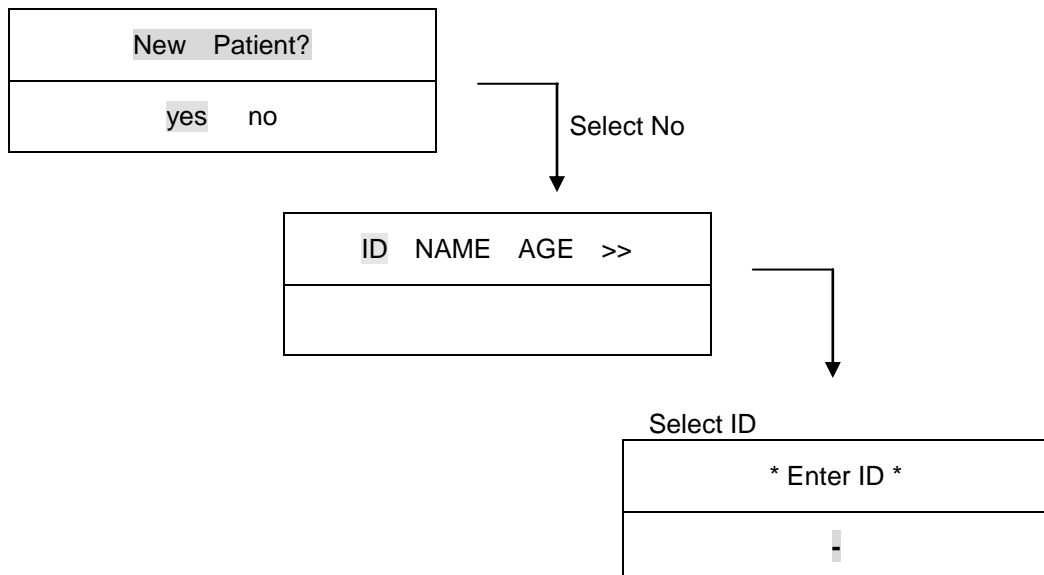 New Patient?
yes no
Select No
ID NAME AGE >>
Select ID
* Enter ID *
-